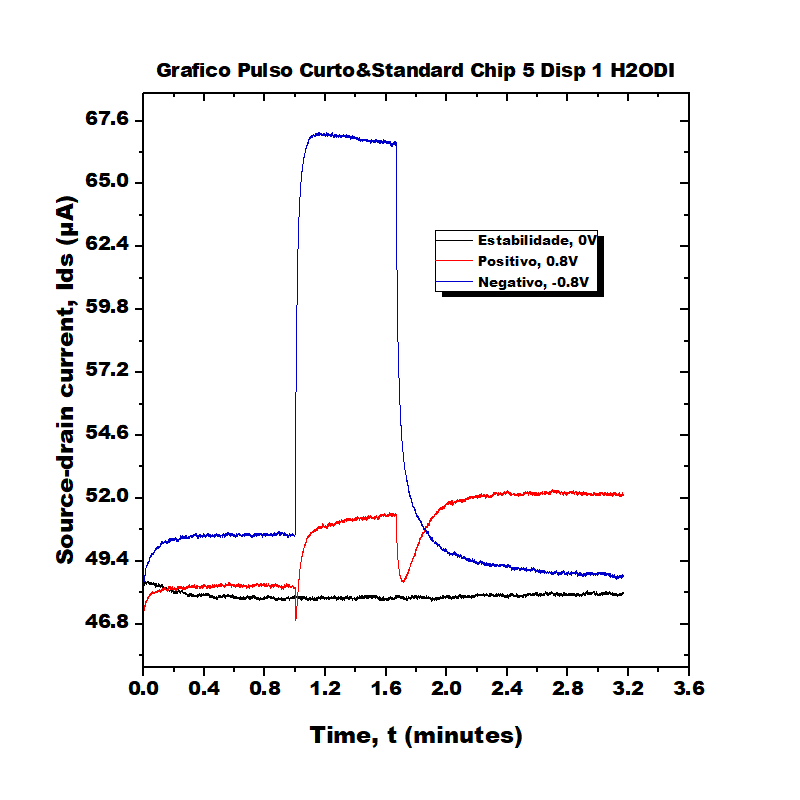 Grafico Pulso Curto&Standard Chip 5 Disp 1 H2ODI
Source-drain current, Ids (µA)
67.6
65.0
62.4
59.8
57.2
54.6
52.0
49.4
46.8
Estabilidade, 0V
Positivo, 0.8V
Negativo, -0.8V
0.0 0.4 0.8 1.2 1.6 2.0 2.4 2.8 3.2 3.6
Time, t (minutes)